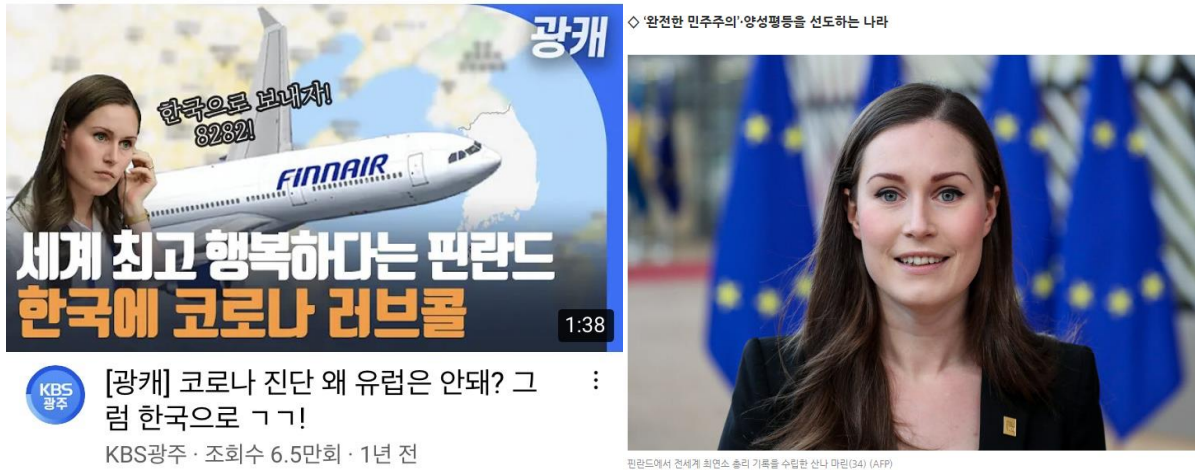 광캐
한국으로 보내자!
8282!
FINNAIR
세계 최고 행복하다는 핀란드
한국에 코로나 러브콜
1:38
KBS
광주
[광캐] 코로나 진단 왜 유럽은 안돼? 그
럼 한국으로 ㄱㄱ!
KBS광주 · 조회수 6.5만회 · 1년 전
◇ ‘완전한 민주주의’·양성평등을 선도하는 나라
핀란드에서 전세계 최연소 총리 기록을 수립한 산나 마린(34) (AFP)